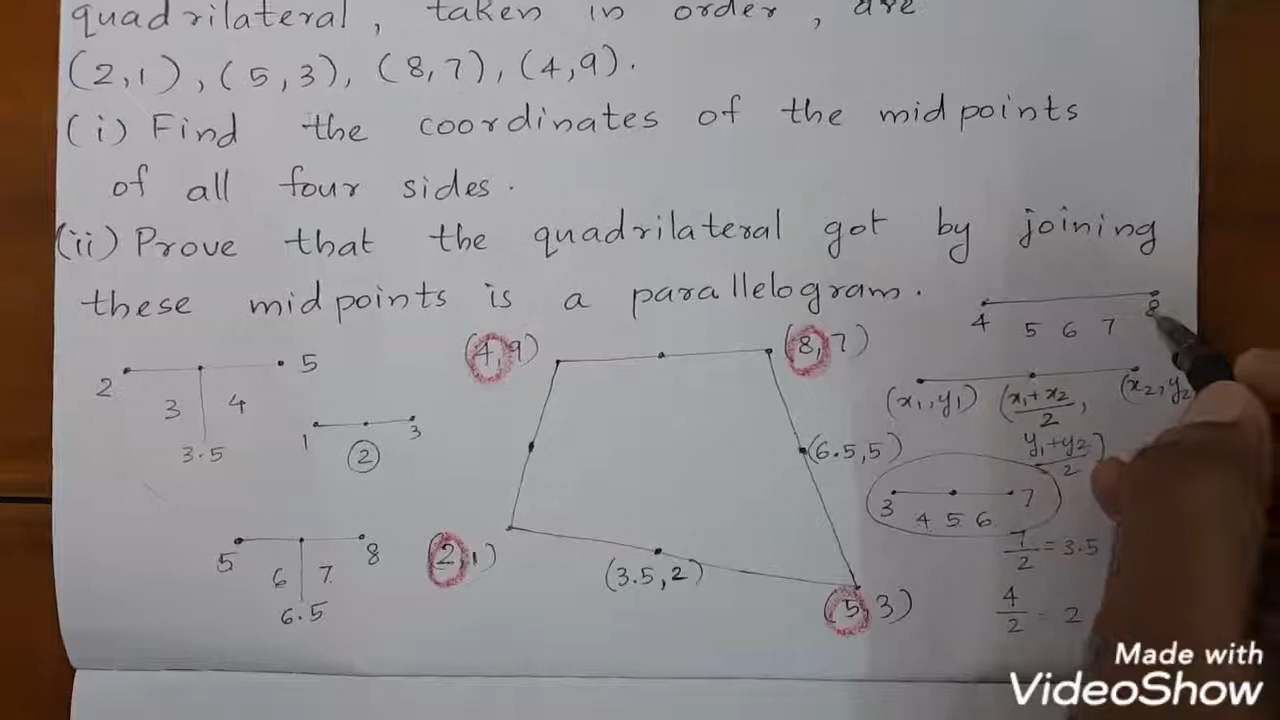 quadrilateral, taken in order, are
(2,1), (5,3), (8,7), (4,9).
(i) Find the coordinates of the midpoints
of all four sides.
(ii) Prove that the quadrilateral got by joining
these midpoints is a parallelogram.
4 5 6 7 8
(4,9) (8,7)
2 3 4 5
3.5
(x₁,y₁) (x₁+x₂/2, y₁+y₂/2) (x₂,y₂
1 2 3
(6.5,5)
3 4 5 6 7
7/2 = 3.5
5 6 7 8
6.5
(2,1)
(3.5,2)
(5,3)
4/2 = 2
Made with
VideoShow